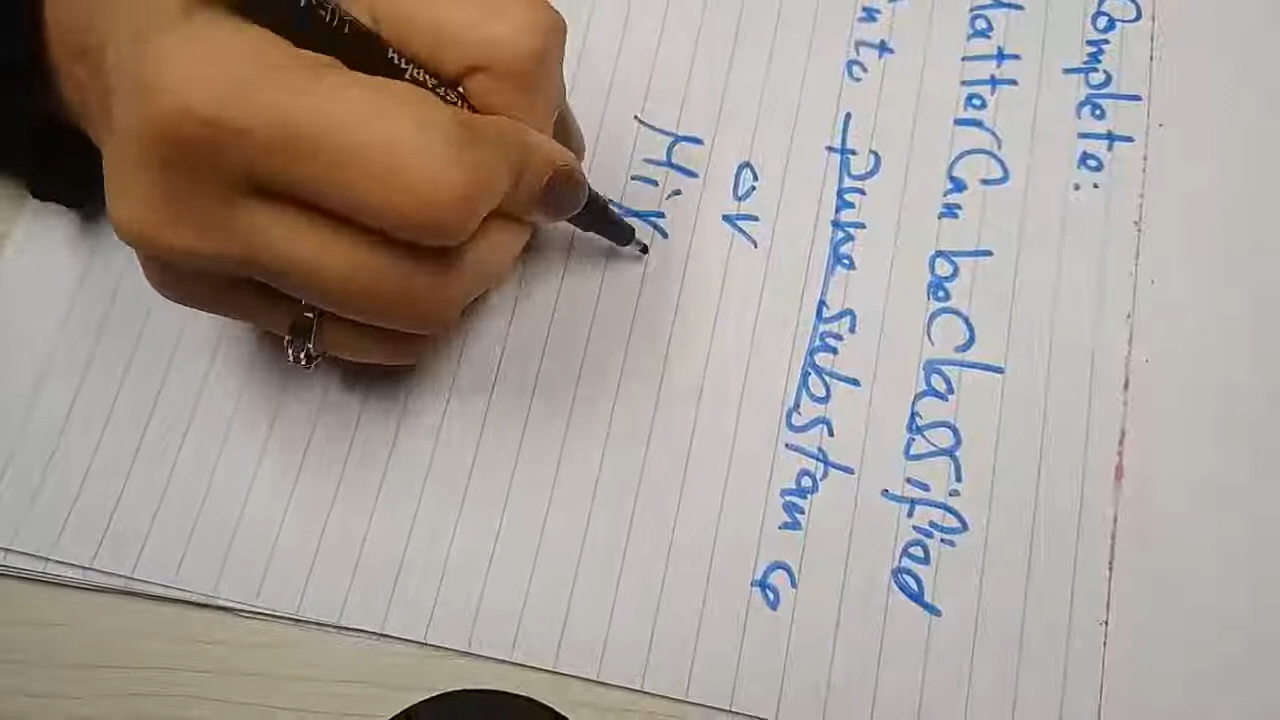 Complete:
Matter Can be Classified
into pure substance
or
Mix